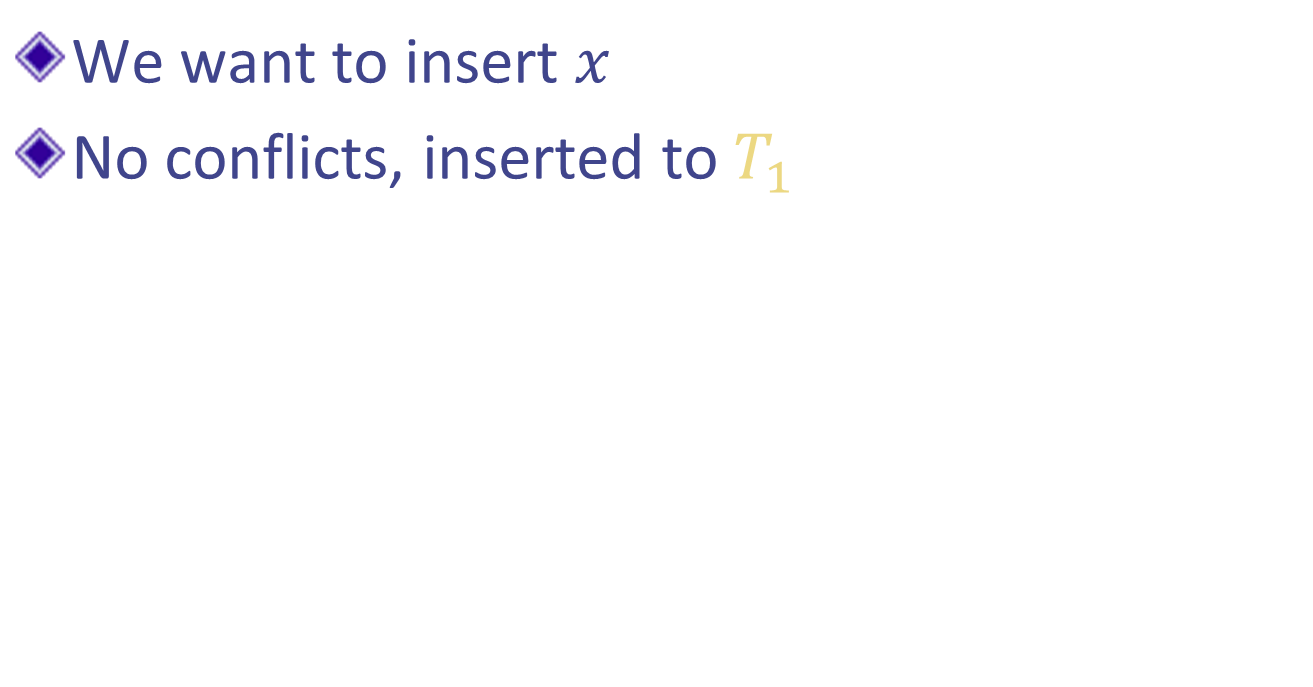 We want to insert x
No conflicts, inserted to T₁